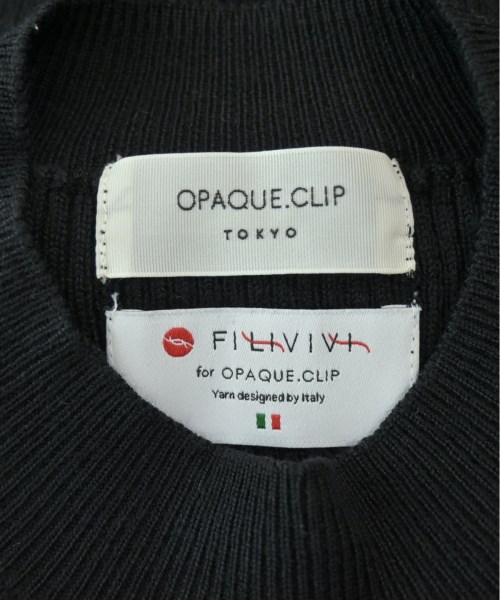 OPAQUE.CLIP
TOKYO
FILIVIVI
for OPAQUE.CLIP
Yarn designed by Italy